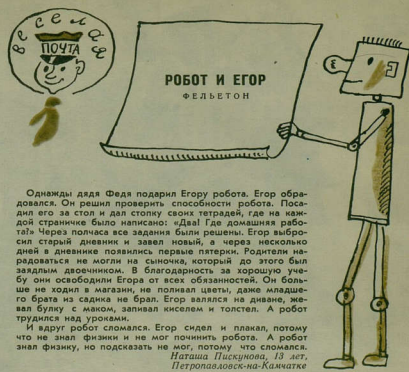 веселая
ПОЧТА
РОБОТ И ЕГОР
ФЕЛЬЕТОН
Однажды дядя Федя подарил Егору робота. Егор обра-
довался. Он решил проверить способности робота. Поса-
дил его за стол и дал стопку своих тетрадей, где на каж-
дой страничке было написано: «Два! Где домашняя рабо-
та?» Через полчаса все задания были решены. Егор выбро-
сил старый дневник и завел новый, а через несколько
дней в дневнике появились первые пятерки. Родители на-
радоваться не могли на сыночка, который до этого был
заядлым двоечником. В благодарность за хорошую уче-
бу они освободили Егора от всех обязанностей. Он боль-
ше не ходил в магазин, не поливал цветы, даже младше-
го брата из садика не брал. Егор валялся на диване, же-
вал булку с маком, запивал киселем и толстел. А робот
трудился над уроками.
И вдруг робот сломался. Егор сидел и плакал, потому
что не знал физики и не мог починить робота. А робот
знал физику, но подсказать не мог, потому что сломался.
Наташа Пискунова, 13 лет,
Петропавловск-на-Камчатке